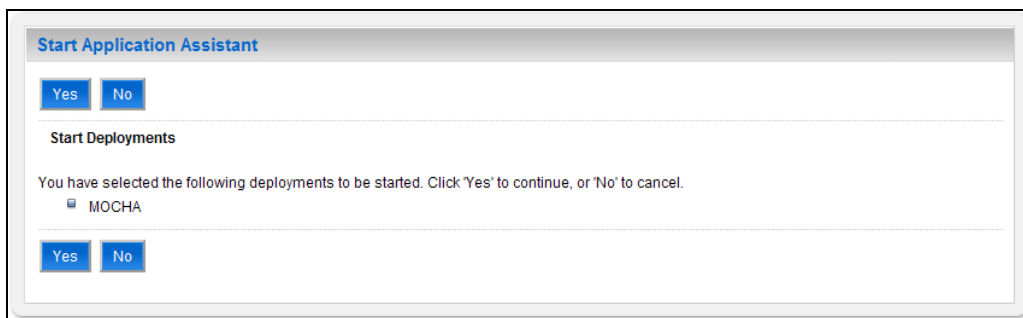 Start Application Assistant
Yes No
Start Deployments
You have selected the following deployments to be started. Click 'Yes' to continue, or 'No' to cancel.
MOCHA
Yes No